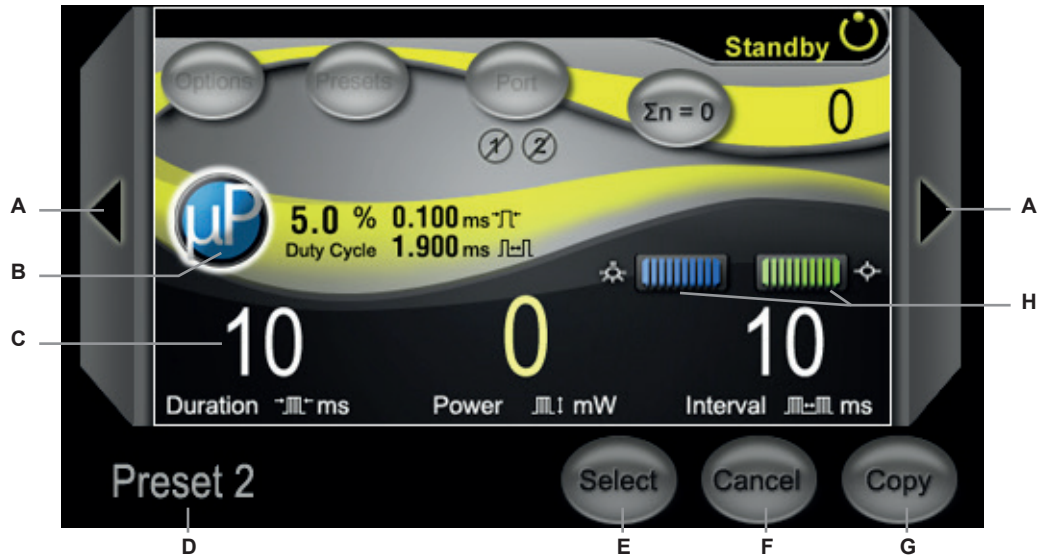 Standby
Options Presets Port Σn = 0 0
1 2
A A
µP 5.0 % 0.100 ms
Duty Cycle 1.900 ms
B
H
C 10 0 10
Duration ms Power mW Interval ms
Preset 2 Select Cancel Copy
D E F G